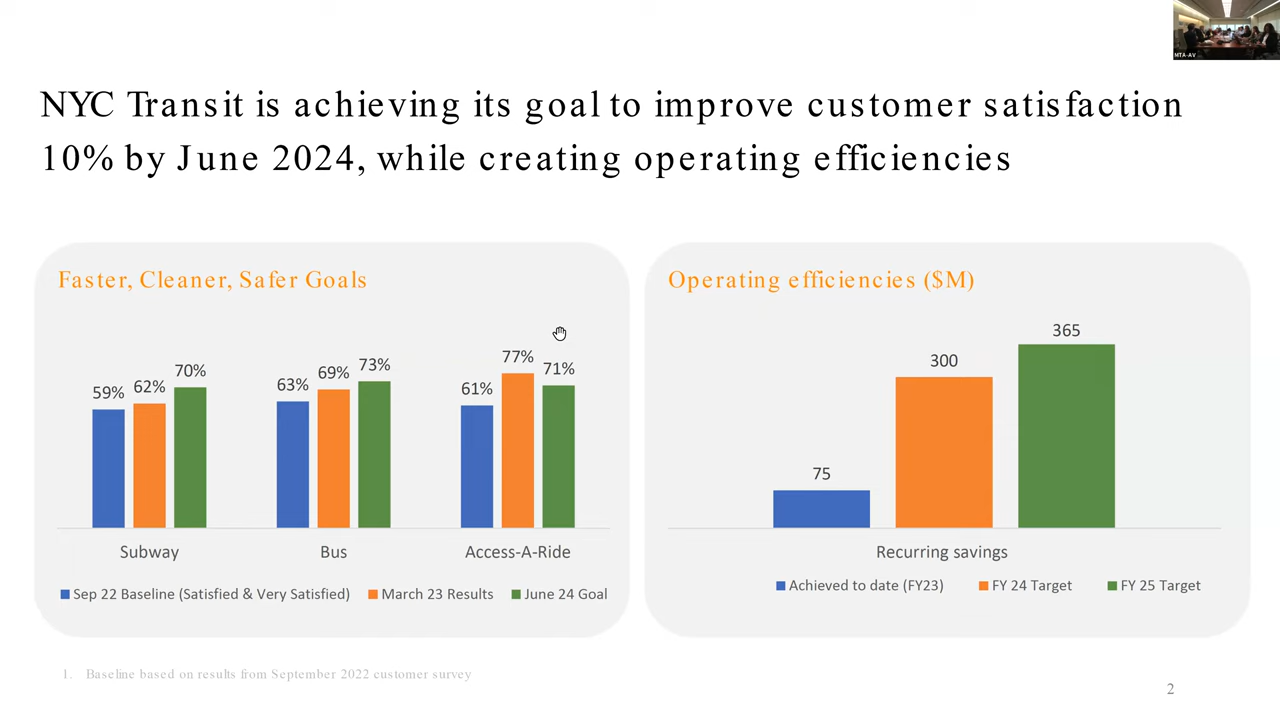 MTA-AV
NYC Transit is achieving its goal to improve customer satisfaction
10% by June 2024, while creating operating efficiencies
Faster, Cleaner, Safer Goals
59% 62% 70% 63% 69% 73% 61% 77% 71%
Subway Bus Access-A-Ride
Sep 22 Baseline (Satisfied & Very Satisfied) March 23 Results June 24 Goal
Operating efficiencies ($M)
75 300 365
Recurring savings
Achieved to date (FY23) FY 24 Target FY 25 Target
1. Baseline based on results from September 2022 customer survey
2